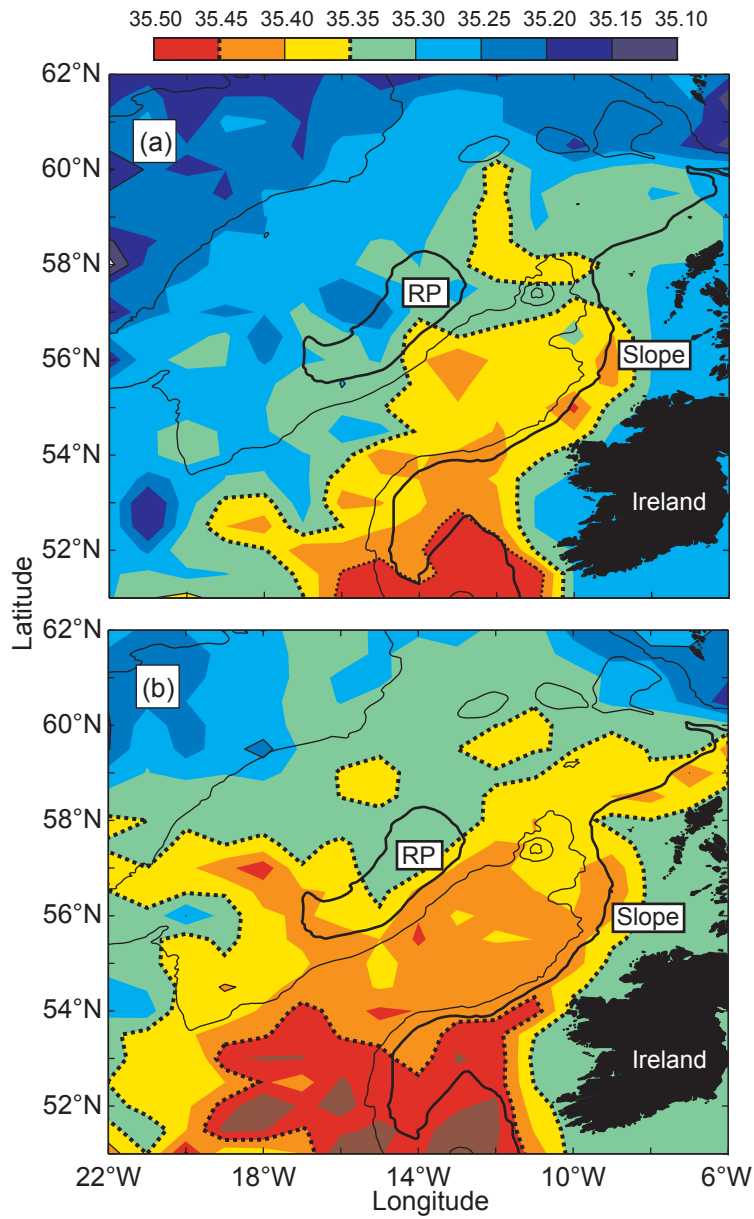 35.50 35.45 35.40 35.35 35.30 35.25 35.20 35.15 35.10
62°N
(a)
60°N
58°N
RP
56°N
Slope
54°N
Ireland
52°N
Latitude
62°N
(b)
60°N
58°N
RP
56°N
Slope
54°N
Ireland
52°N
22°W 18°W 14°W 10°W 6°W
Longitude